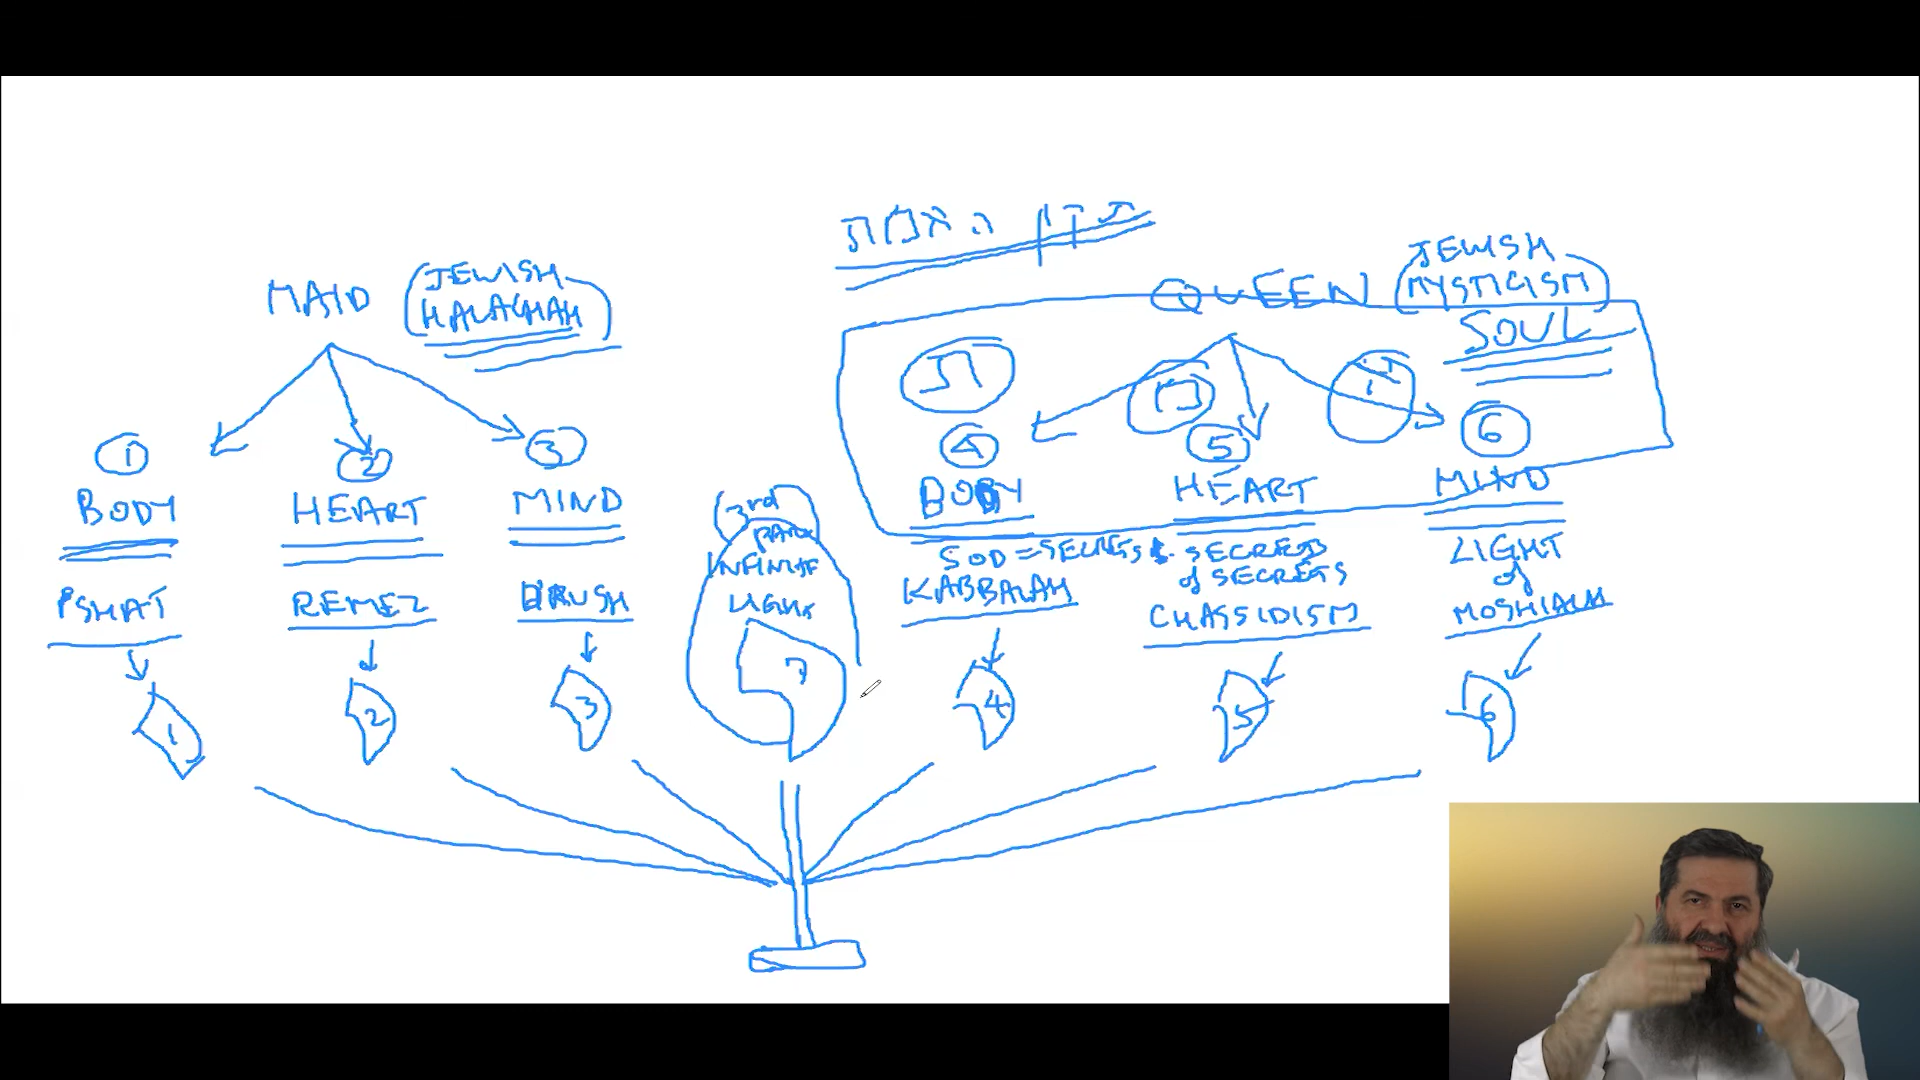 MAID
JEWISH
HALACHAH
1
2
3
BODY
HEART
MIND
PSHAT
REMEZ
DRUSH
1
2
3
3rd
INFINITE
LIGHT
7
QUEEN
JEWISH
MYSTICISM
SOUL
ת
4
5
6
BODY
HEART
MIND
SOD = SECRETS
KABBALAH
SECRETS
of SECRETS
CHASSIDISM
LIGHT
of
MOSHIACH
4
5
6